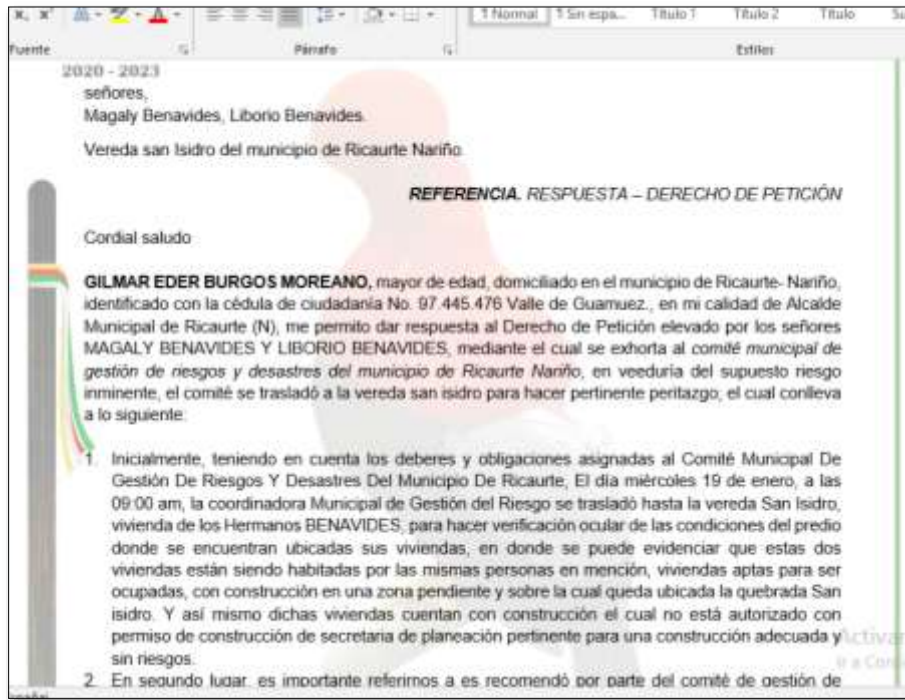 Fuente
Párrafo
Estilos
1 Normal
1 Sin espa...
Título 1
Título 2
Título
2020 - 2023
señores,
Magaly Benavides, Liborio Benavides.
Vereda san Isidro del municipio de Ricaurte Nariño.
REFERENCIA. RESPUESTA – DERECHO DE PETICIÓN
Cordial saludo
GILMAR EDER BURGOS MOREANO, mayor de edad, domiciliado en el municipio de Ricaurte- Nariño,
identificado con la cédula de ciudadanía No. 97.445.476 Valle de Guamuez., en mi calidad de Alcalde
Municipal de Ricaurte (N), me permito dar respuesta al Derecho de Petición elevado por los señores
MAGALY BENAVIDES Y LIBORIO BENAVIDES, mediante el cual se exhorta al comité municipal de
gestión de riesgos y desastres del municipio de Ricaurte Nariño, en veeduría del supuesto riesgo
inminente, el comité se trasladó a la vereda san isidro para hacer pertinente peritazgo; el cual conlleva
a lo siguiente:
1. Inicialmente, teniendo en cuenta los deberes y obligaciones asignadas al Comité Municipal De
Gestión De Riesgos Y Desastres Del Municipio De Ricaurte, El día miércoles 19 de enero, a las
09:00 am, la coordinadora Municipal de Gestión del Riesgo se trasladó hasta la vereda San Isidro,
vivienda de los Hermanos BENAVIDES, para hacer verificación ocular de las condiciones del predio
donde se encuentran ubicadas sus viviendas, en donde se puede evidenciar que estas dos
viviendas están siendo habitadas por las mismas personas en mención, viviendas aptas para ser
ocupadas, con construcción en una zona pendiente y sobre la cual queda ubicada la quebrada San
isidro. Y así mismo dichas viviendas cuentan con construcción el cual no está autorizado con
permiso de construcción de secretaria de planeación pertinente para una construcción adecuada y
sin riesgos.
2. En segundo lugar, es importante referirnos a es recomendó por parte del comité de gestión de